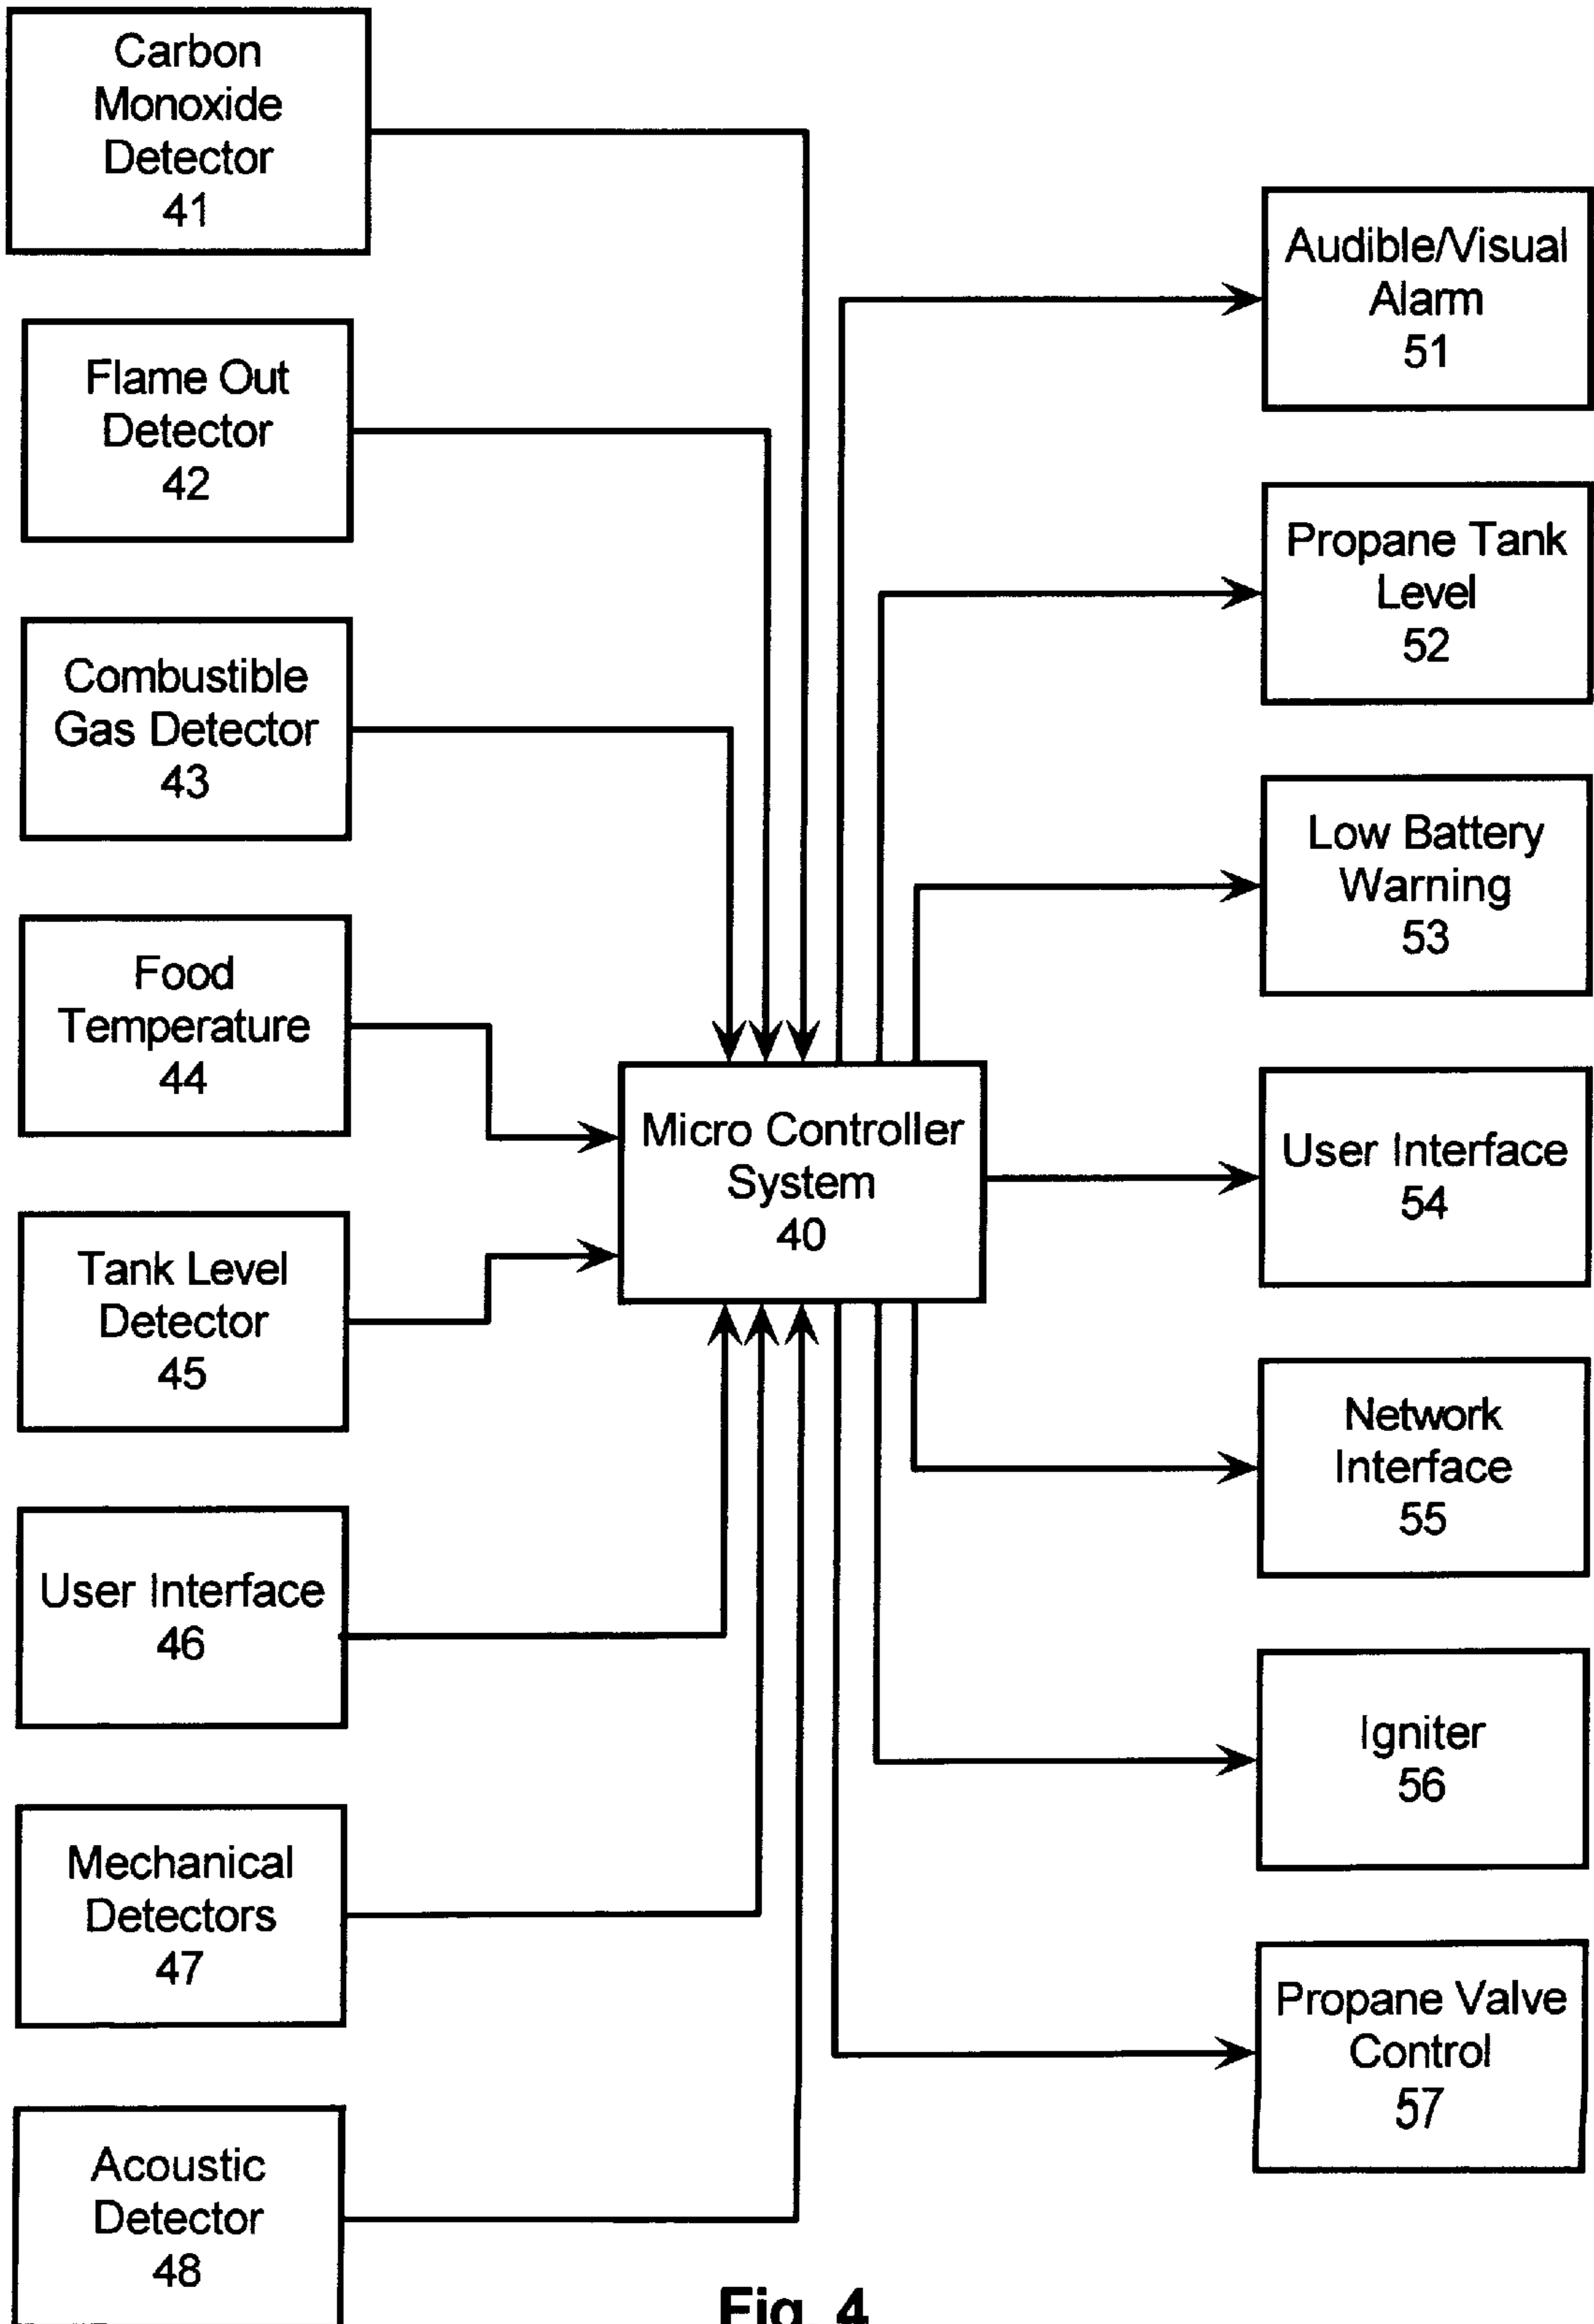 Carbon
Monoxide
Detector
41
Flame Out
Detector
42
Combustible
Gas Detector
43
Food
Temperature
44
Tank Level
Detector
45
User Interface
46
Mechanical
Detectors
47
Acoustic
Detector
48
Micro Controller
System
40
Audible/Visual
Alarm
51
Propane Tank
Level
52
Low Battery
Warning
53
User Interface
54
Network
Interface
55
Igniter
56
Propane Valve
Control
57
Fig. 4